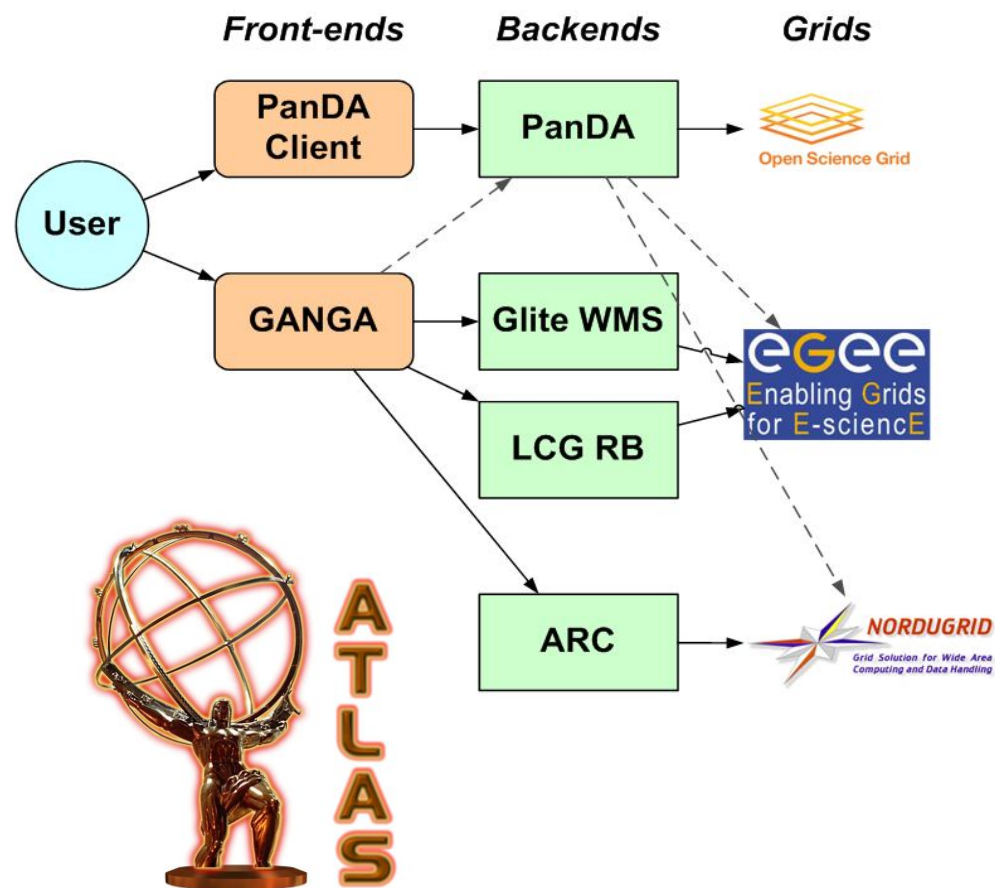 Front-ends
Backends
Grids
PanDA
Client
PanDA
Open Science Grid
User
GANGA
Glite WMS
eGee
Enabling Grids
for E-sciencE
LCG RB
ARC
NORDUGRID
Grid Solution for Wide Area
Computing and Data Handling
ATLAS